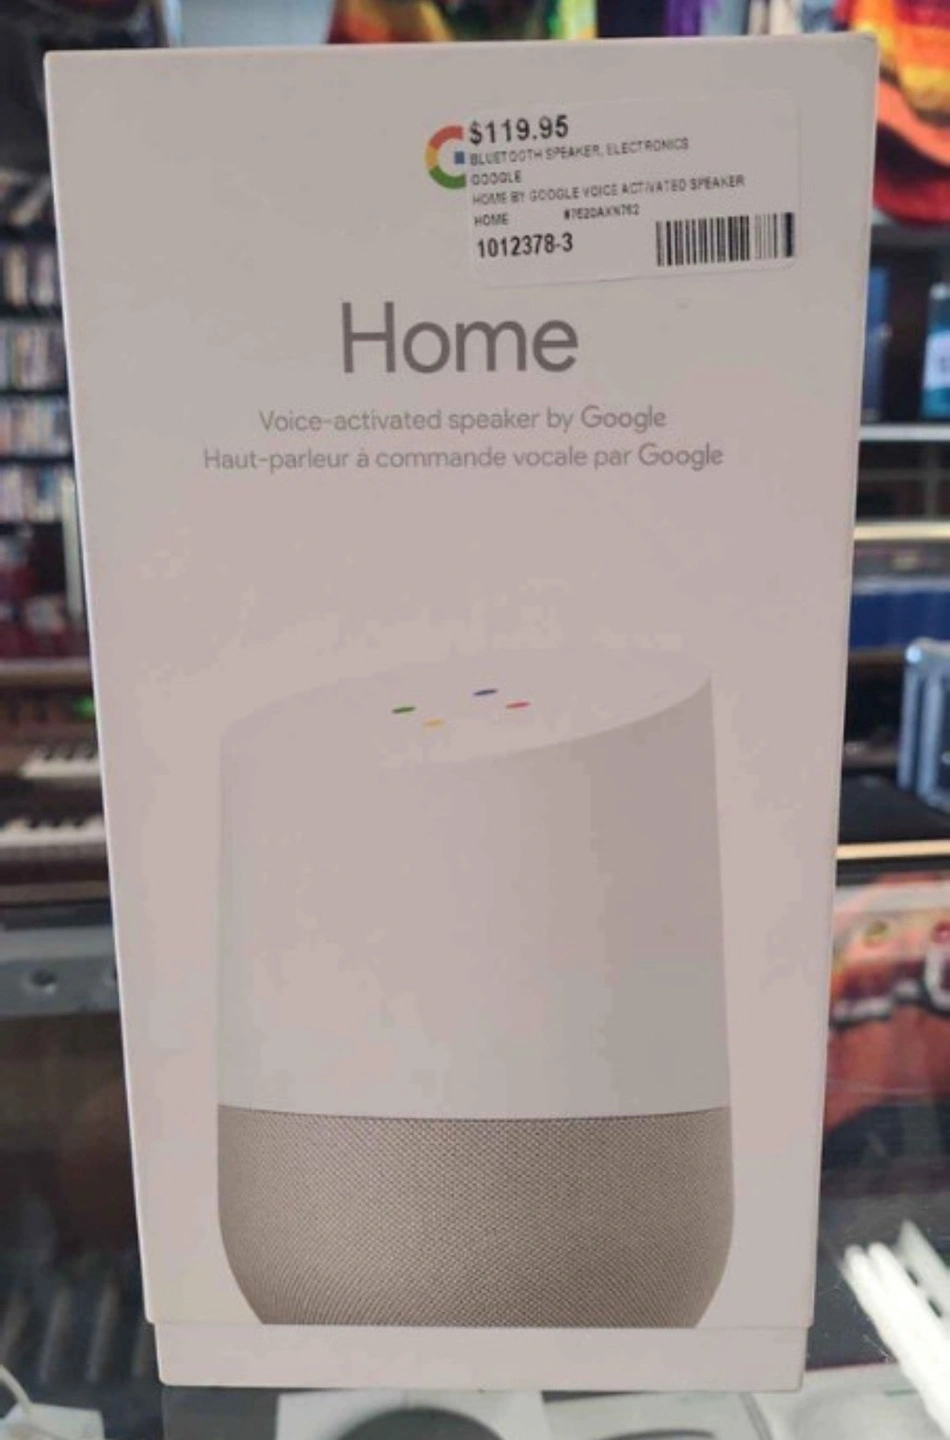 $119.95
BLUETOOTH SPEAKER, ELECTRONICS
GOOGLE
HOME BY GOOGLE VOICE ACTIVATED SPEAKER
HOME #7620AXN762
1012378-3
Home
Voice-activated speaker by Google
Haut-parleur à commande vocale par Google